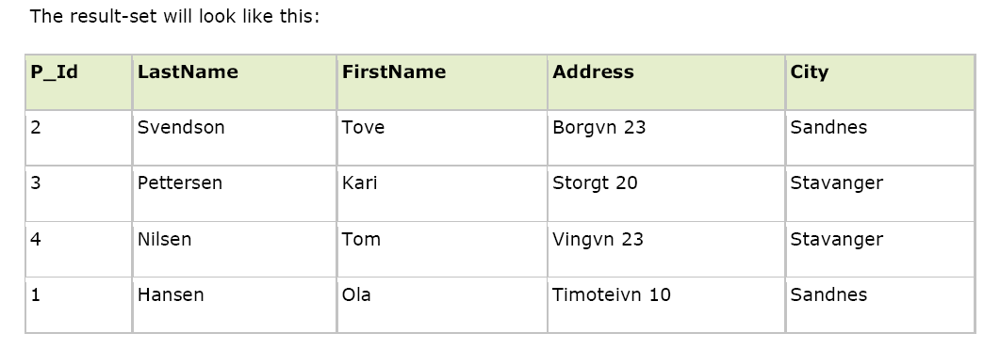 The result-set will look like this:
P_Id LastName FirstName Address City
2 Svendson Tove Borgvn 23 Sandnes
3 Pettersen Kari Storgt 20 Stavanger
4 Nilsen Tom Vingvn 23 Stavanger
1 Hansen Ola Timoteivn 10 Sandnes